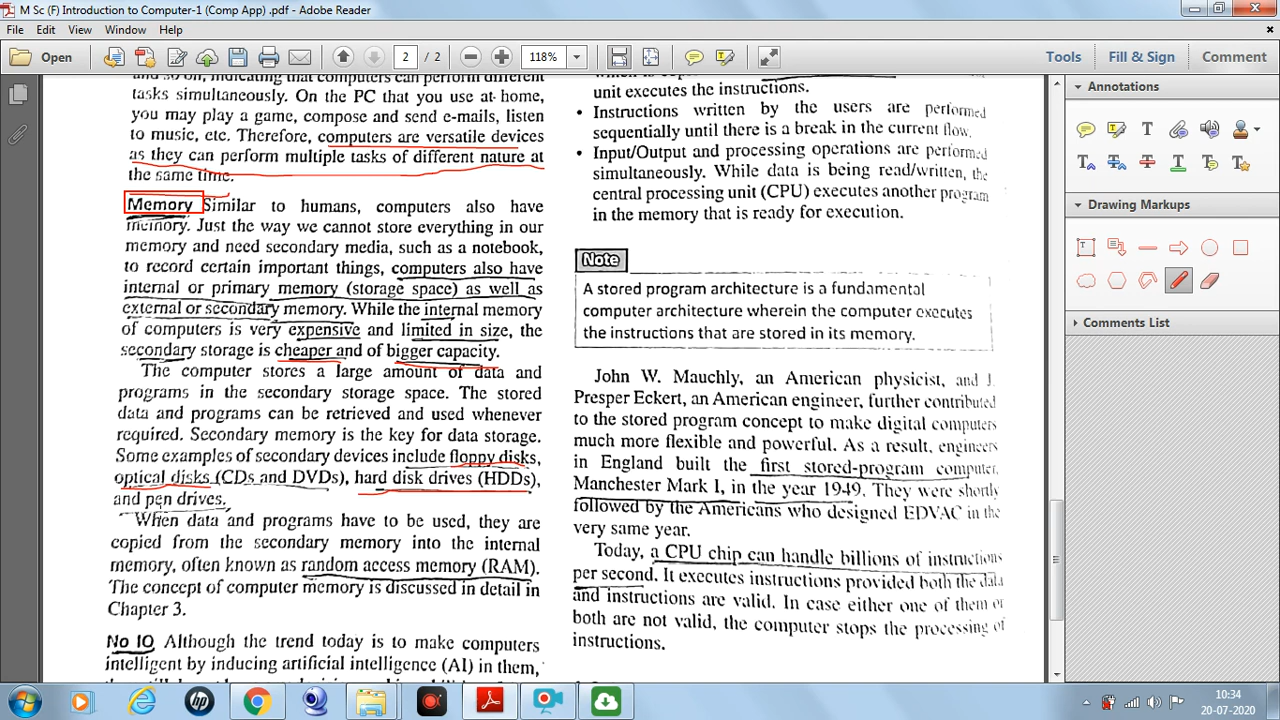 M Sc (F) Introduction to Computer-1 (Comp App) .pdf - Adobe Reader
File Edit View Window Help
Open 2 / 2 118% Tools Fill & Sign Comment
and so on, indicating that computers can perform different
tasks simultaneously. On the PC that you use at home,
you may play a game, compose and send e-mails, listen
to music, etc. Therefore, computers are versatile devices
as they can perform multiple tasks of different nature at
the same time.
Memory Similar to humans, computers also have
memory. Just the way we cannot store everything in our
memory and need secondary media, such as a notebook,
to record certain important things, computers also have
internal or primary memory (storage space) as well as
external or secondary memory. While the internal memory
of computers is very expensive and limited in size, the
secondary storage is cheaper and of bigger capacity.
The computer stores a large amount of data and
programs in the secondary storage space. The stored
data and programs can be retrieved and used whenever
required. Secondary memory is the key for data storage.
Some examples of secondary devices include floppy disks,
optical disks (CDs and DVDs), hard disk drives (HDDs),
and pen drives.
When data and programs have to be used, they are
copied from the secondary memory into the internal
memory, often known as random access memory (RAM).
The concept of computer memory is discussed in detail in
Chapter 3.
No IQ Although the trend today is to make computers
intelligent by inducing artificial intelligence (AI) in them,
unit executes the instructions.
• Instructions written by the users are performed
sequentially until there is a break in the current flow.
• Input/Output and processing operations are performed
simultaneously. While data is being read/written, the
central processing unit (CPU) executes another program
in the memory that is ready for execution.
Note
A stored program architecture is a fundamental
computer architecture wherein the computer executes
the instructions that are stored in its memory.
John W. Mauchly, an American physicist, and J.
Presper Eckert, an American engineer, further contributed
to the stored program concept to make digital computers
much more flexible and powerful. As a result, engineers
in England built the first stored-program computer,
Manchester Mark I, in the year 1949. They were shortly
followed by the Americans who designed EDVAC in the
very same year.
Today, a CPU chip can handle billions of instructions
per second. It executes instructions provided both the data
and instructions are valid. In case either one of them or
both are not valid, the computer stops the processing of
instructions.
Annotations
Drawing Markups
Comments List
10:34
20-07-2020